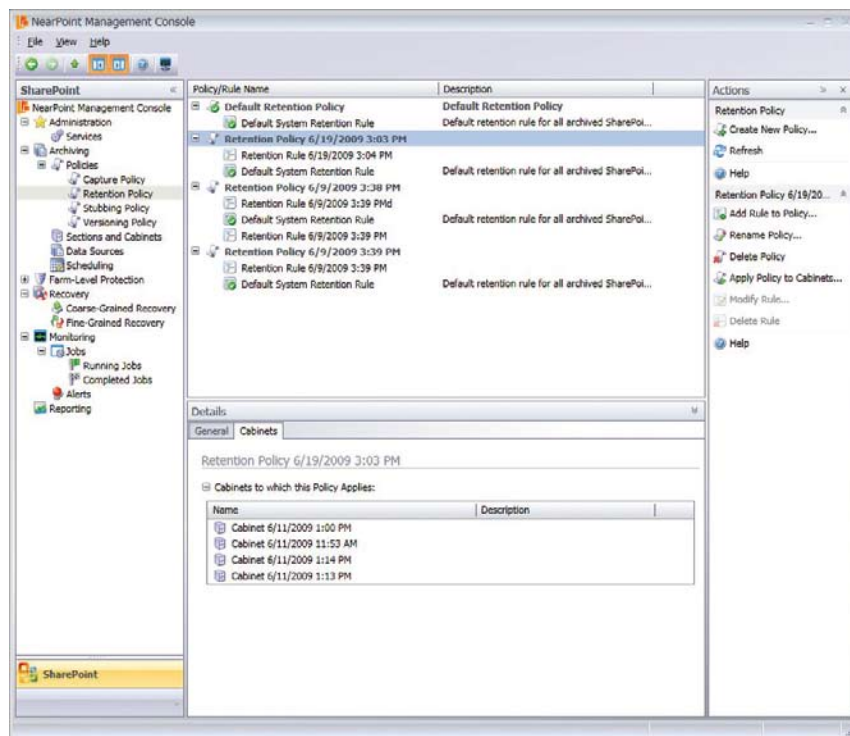 NearPoint Management Console
File View Help
SharePoint
NearPoint Management Console
Administration
Services
Archiving
Policies
Capture Policy
Retention Policy
Stubbing Policy
Versioning Policy
Sections and Cabinets
Data Sources
Scheduling
Farm-Level Protection
Recovery
Coarse-Grained Recovery
Fine-Grained Recovery
Monitoring
Jobs
Running Jobs
Completed Jobs
Alerts
Reporting
SharePoint
Policy/Rule Name Description
Default Retention Policy Default Retention Policy
Default System Retention Rule Default retention rule for all archived SharePoi...
Retention Policy 6/19/2009 3:03 PM
Retention Rule 6/19/2009 3:04 PM
Default System Retention Rule Default retention rule for all archived SharePoi...
Retention Policy 6/9/2009 3:38 PM
Retention Rule 6/9/2009 3:39 PMd
Default System Retention Rule Default retention rule for all archived SharePoi...
Retention Rule 6/9/2009 3:39 PM
Retention Policy 6/9/2009 3:39 PM
Retention Rule 6/9/2009 3:39 PM
Default System Retention Rule Default retention rule for all archived SharePoi...
Details
General Cabinets
Retention Policy 6/19/2009 3:03 PM
Cabinets to which this Policy Applies:
Name Description
Cabinet 6/11/2009 1:00 PM
Cabinet 6/11/2009 11:53 AM
Cabinet 6/11/2009 1:14 PM
Cabinet 6/11/2009 1:13 PM
Actions
Retention Policy
Create New Policy...
Refresh
Help
Retention Policy 6/19/20...
Add Rule to Policy...
Rename Policy...
Delete Policy
Apply Policy to Cabinets...
Modify Rule...
Delete Rule
Help